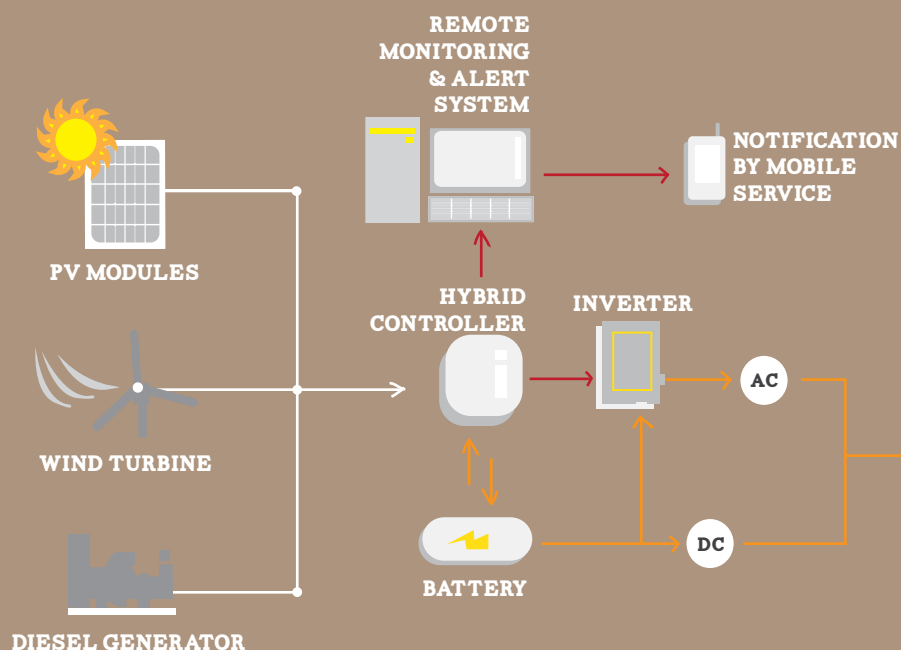 REMOTE
MONITORING
& ALERT
SYSTEM
NOTIFICATION
BY MOBILE
SERVICE
PV MODULES
HYBRID
CONTROLLER
INVERTER
AC
WIND TURBINE
DC
BATTERY
DIESEL GENERATOR